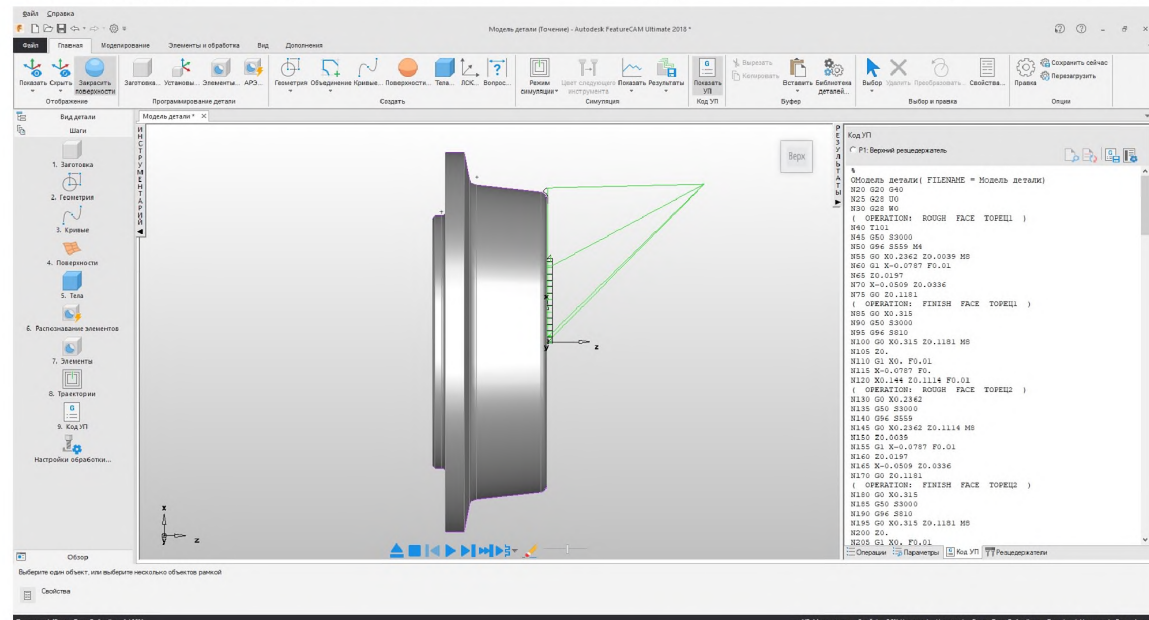 Файл Справка
Модель детали (Точение) - Autodesk FeatureCAM Ultimate 2018 *
Файл Главная Моделирование Элементы и обработка Вид Дополнения
Показать Скрыть Закрасить поверхности
Заготовка... Установы... Элементы... АРЭ...
Геометрия Объединение Кривые... Поверхности... Тела... ЛСК... Вопрос...
Режим симуляции Цвет следующего инструмента Показать Результаты
Показать УП
Вырезать
Копировать
Вставить Библиотека деталей...
Выбор Удалить Преобразовать... Свойства...
Правка
Сохранить сейчас
Перезагрузить
Отображение Программирование детали Создать Симуляция Код УП Буфер Выбор и правка Опции
Вид детали
Шаги
1. Заготовка
2. Геометрия
3. Кривые
4. Поверхности
5. Тела
6. Распознавание элементов
7. Элементы
8. Траектории
9. Код УП
Настройки обработки...
Обзор
Модель детали *
ИНСТРУМЕНТАРИЙ
Верх
x
y
z
x
y
z
РЕЗУЛЬТАТЫ
Код УП
P1: Верхний резцедержатель
%
OМодель детали( FILENAME = Модель детали)
N20 G20 G40
N25 G28 U0
N30 G28 W0
( OPERATION: ROUGH FACE ТОРЕЦ1 )
N40 T101
N45 G50 S3000
N50 G96 S559 M4
N55 G0 X0.2362 Z0.0039 M8
N60 G1 X-0.0787 F0.01
N65 Z0.0197
N70 X-0.0509 Z0.0336
N75 G0 Z0.1181
( OPERATION: FINISH FACE ТОРЕЦ1 )
N85 G0 X0.315
N90 G50 S3000
N95 G96 S810
N100 G0 X0.315 Z0.1181 M8
N105 Z0.
N110 G1 X0. F0.01
N115 X-0.0787 F0.
N120 X0.144 Z0.1114 F0.01
( OPERATION: ROUGH FACE ТОРЕЦ2 )
N130 G0 X0.2362
N135 G50 S3000
N140 G96 S559
N145 G0 X0.2362 Z0.1114 M8
N150 Z0.0039
N155 G1 X-0.0787 F0.01
N160 Z0.0197
N165 X-0.0509 Z0.0336
N170 G0 Z0.1181
( OPERATION: FINISH FACE ТОРЕЦ2 )
N180 G0 X0.315
N185 G50 S3000
N190 G96 S810
N195 G0 X0.315 Z0.1181 M8
N200 Z0.
N205 G1 X0. F0.01
Операции Параметры Код УП Резцедержатели
Выберите один объект, или выберите несколько объектов рамкой
Свойства